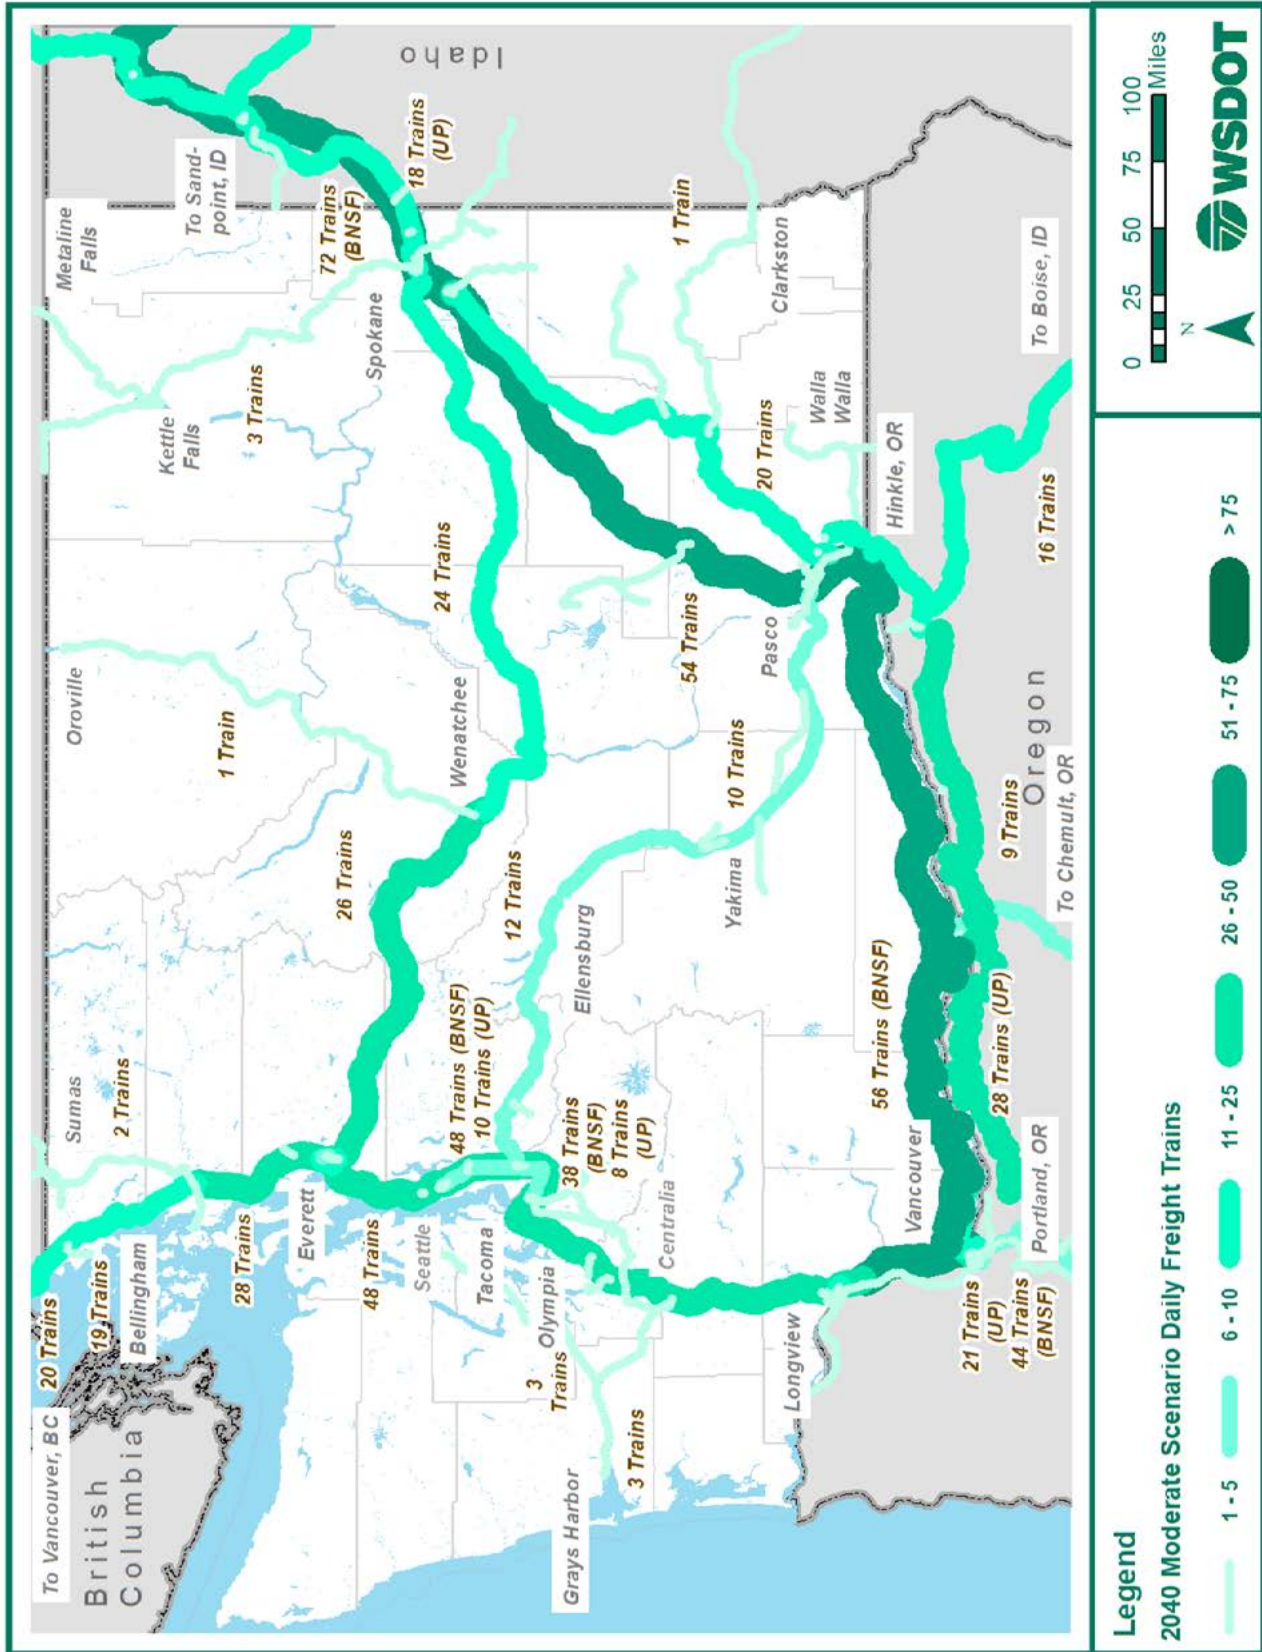 To Vancouver, BC
British
Columbia
20 Trains
19 Trains
Bellingham
Sumas
2 Trains
28 Trains
Everett
48 Trains
Seattle
Tacoma
Olympia
3
Trains
Grays Harbor
3 Trains
Longview
Centralia
38 Trains
(BNSF)
8 Trains
(UP)
48 Trains (BNSF)
10 Trains (UP)
12 Trains
Ellensburg
26 Trains
Oroville
1 Train
Wenatchee
24 Trains
Kettle
Falls
3 Trains
Metaline
Falls
To Sand-
point, ID
72 Trains
(BNSF)
18 Trains
(UP)
Idaho
Spokane
54 Trains
20 Trains
1 Train
Clarkston
Walla
Walla
Pasco
10 Trains
Yakima
56 Trains (BNSF)
Vancouver
21 Trains
(UP)
44 Trains
(BNSF)
Portland, OR
28 Trains (UP)
9 Trains
To Chemult, OR
Oregon
Hinkle, OR
16 Trains
To Boise, ID
Legend
2040 Moderate Scenario Daily Freight Trains
1 - 5
6 - 10
11 - 25
26 - 50
51 - 75
> 75
0 25 50 75 100
Miles
N
WSDOT